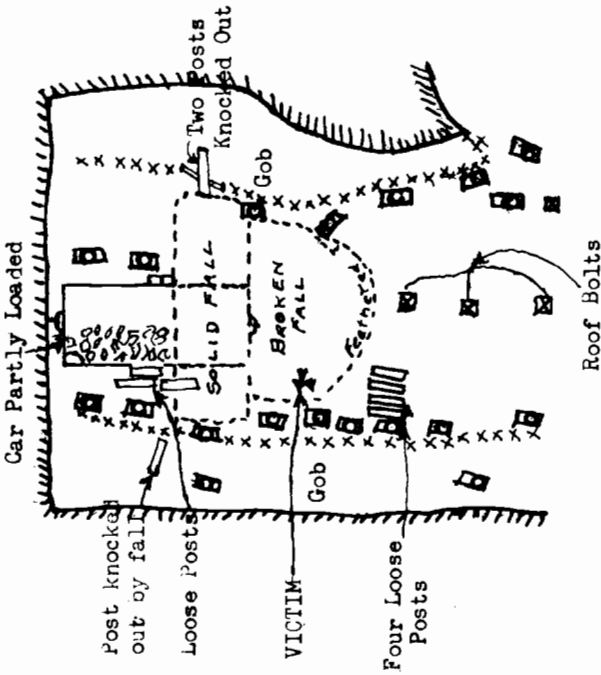 Car Partly Loaded
Two Posts
Knocked Out
Gob
SOLID FALL
BROKEN
FALL
Feathered
Post knocked
out by fall
Loose Posts
VICTIM
Gob
Four Loose
Posts
Roof Bolts